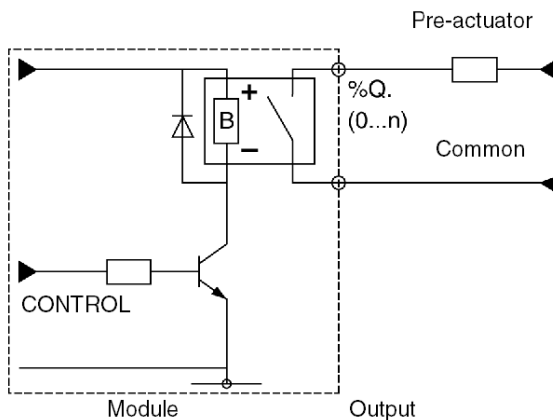 Pre-actuator
+
B
−
%Q.
(0...n)
Common
CONTROL
Module
Output